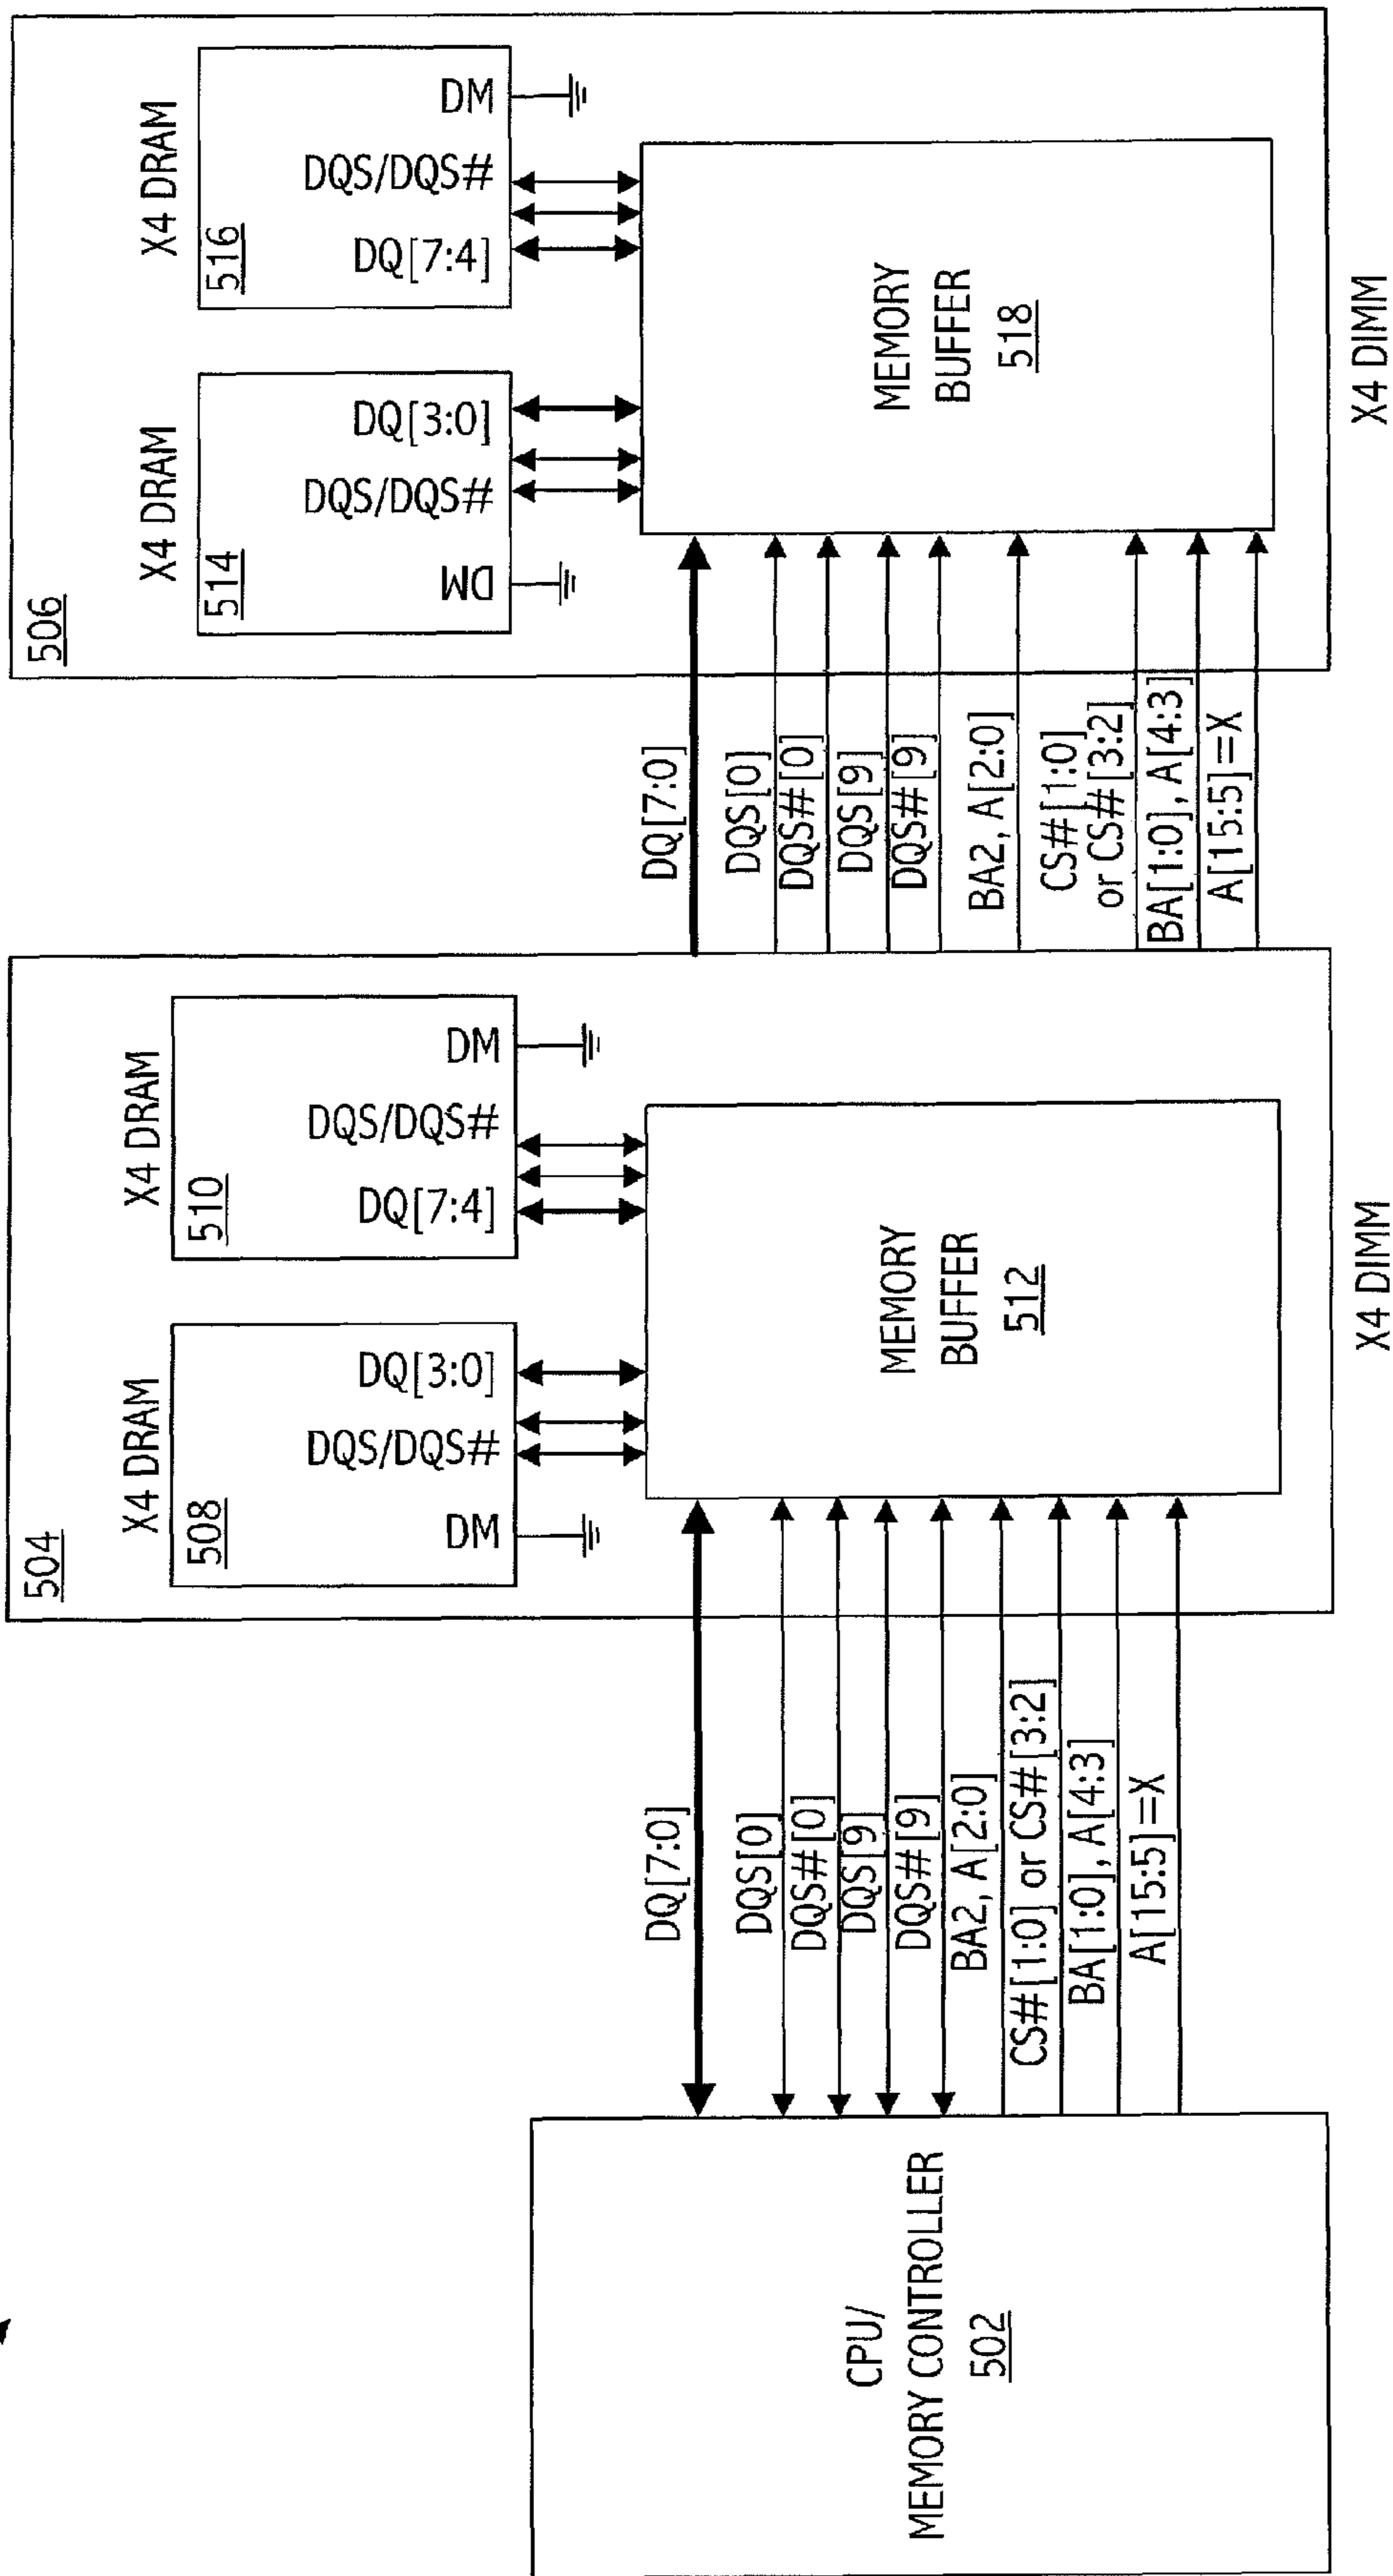 CPU/
MEMORY CONTROLLER
502
DQ[7:0]
DQS[0]
DQS#[0]
DQS[9]
DQS#[9]
BA2, A[2:0]
CS#[1:0] or CS#[3:2]
BA[1:0], A[4:3]
A[15:5]=X
504
X4 DRAM
508
DM
DQS/DQS#
DQ[3:0]
X4 DRAM
510
DQ[7:4]
DQS/DQS#
DM
MEMORY
BUFFER
512
X4 DIMM
DQ[7:0]
DQS[0]
DQS#[0]
DQS[9]
DQS#[9]
BA2, A[2:0]
CS#[1:0]
or CS#[3:2]
BA[1:0], A[4:3]
A[15:5]=X
506
X4 DRAM
514
DM
DQS/DQS#
DQ[3:0]
X4 DRAM
516
DQ[7:4]
DQS/DQS#
DM
MEMORY
BUFFER
518
X4 DIMM